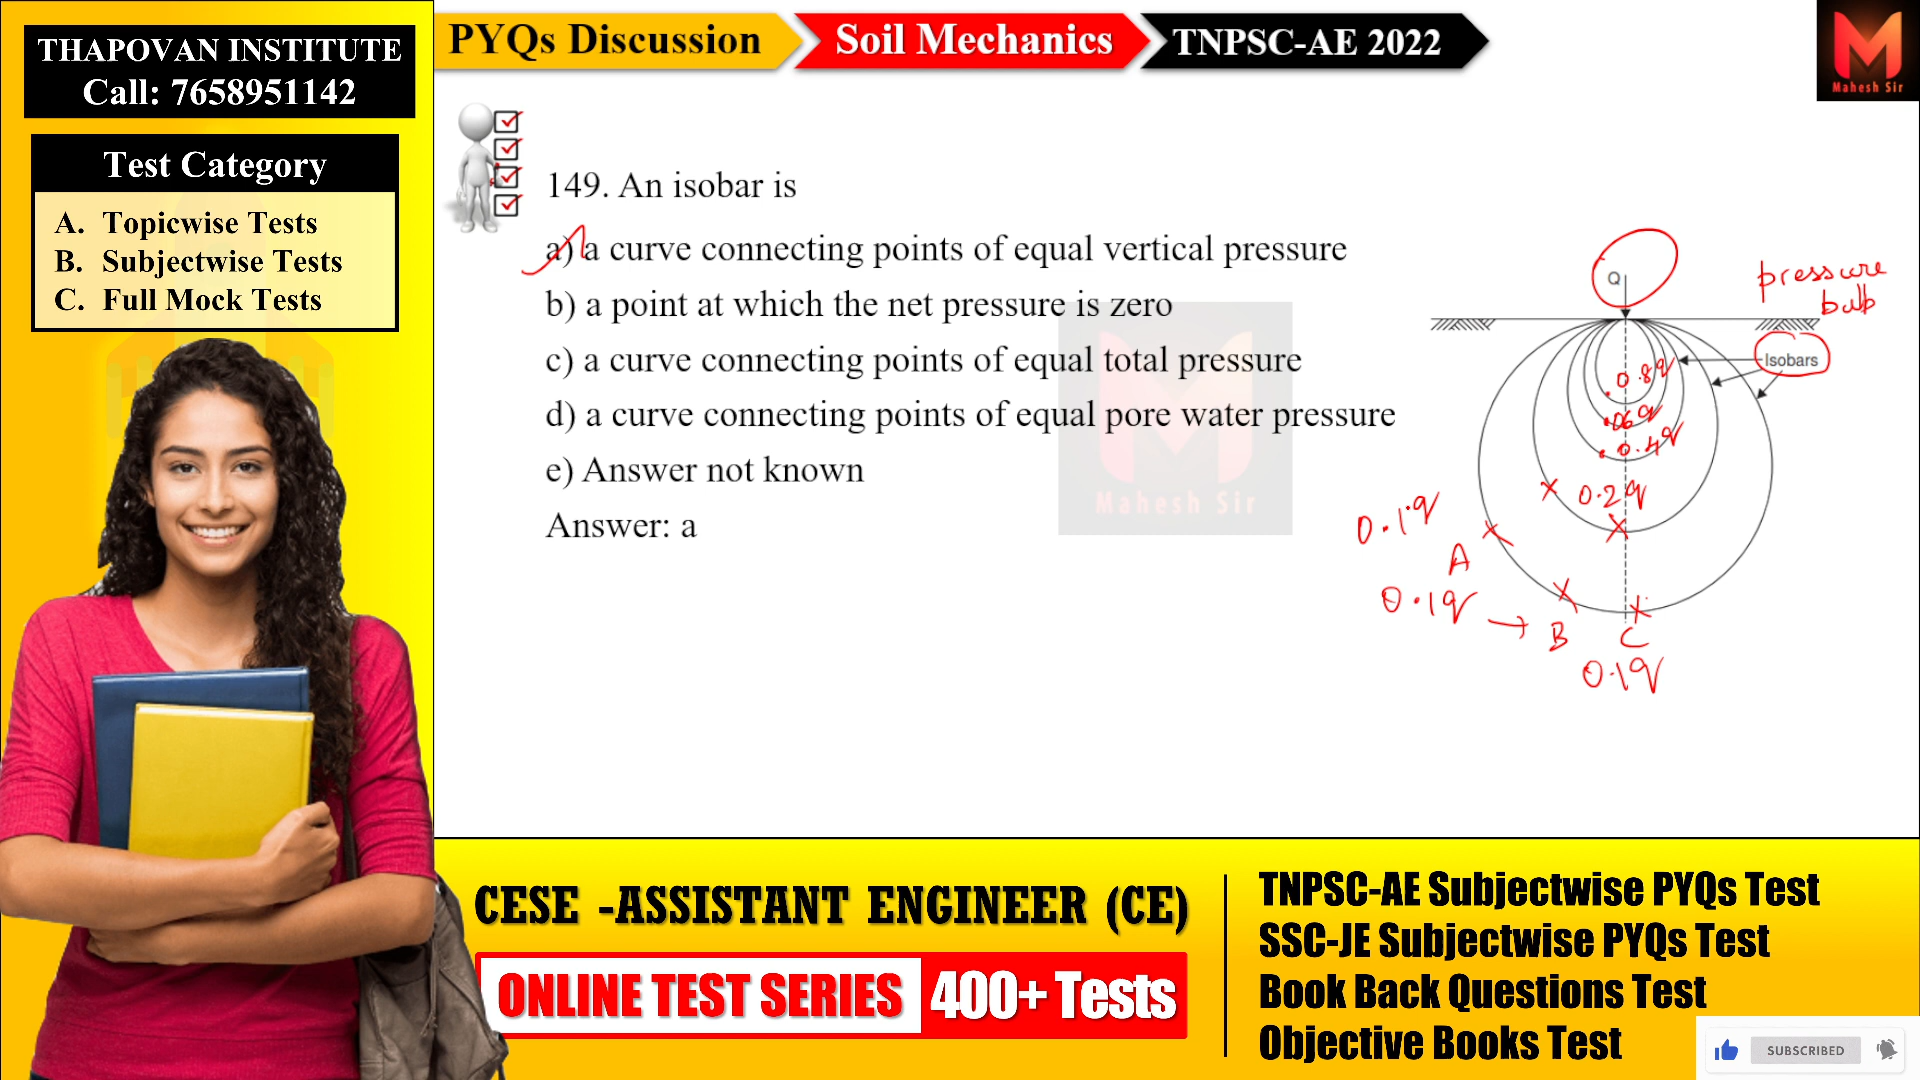 THAPOVAN INSTITUTE
Call: 7658951142
Test Category
A. Topicwise Tests
B. Subjectwise Tests
C. Full Mock Tests
PYQs Discussion
Soil Mechanics
TNPSC-AE 2022
Mahesh Sir
149. An isobar is
a) a curve connecting points of equal vertical pressure
b) a point at which the net pressure is zero
c) a curve connecting points of equal total pressure
d) a curve connecting points of equal pore water pressure
e) Answer not known
Answer: a
Mahesh Sir
Q
pressure
bulb
Isobars
0.8q
0.6q
0.4q
0.2q
0.1q
A
0.1q
B
C
0.1q
CESE -ASSISTANT ENGINEER (CE)
ONLINE TEST SERIES 400+ Tests
TNPSC-AE Subjectwise PYQs Test
SSC-JE Subjectwise PYQs Test
Book Back Questions Test
Objective Books Test
SUBSCRIBED